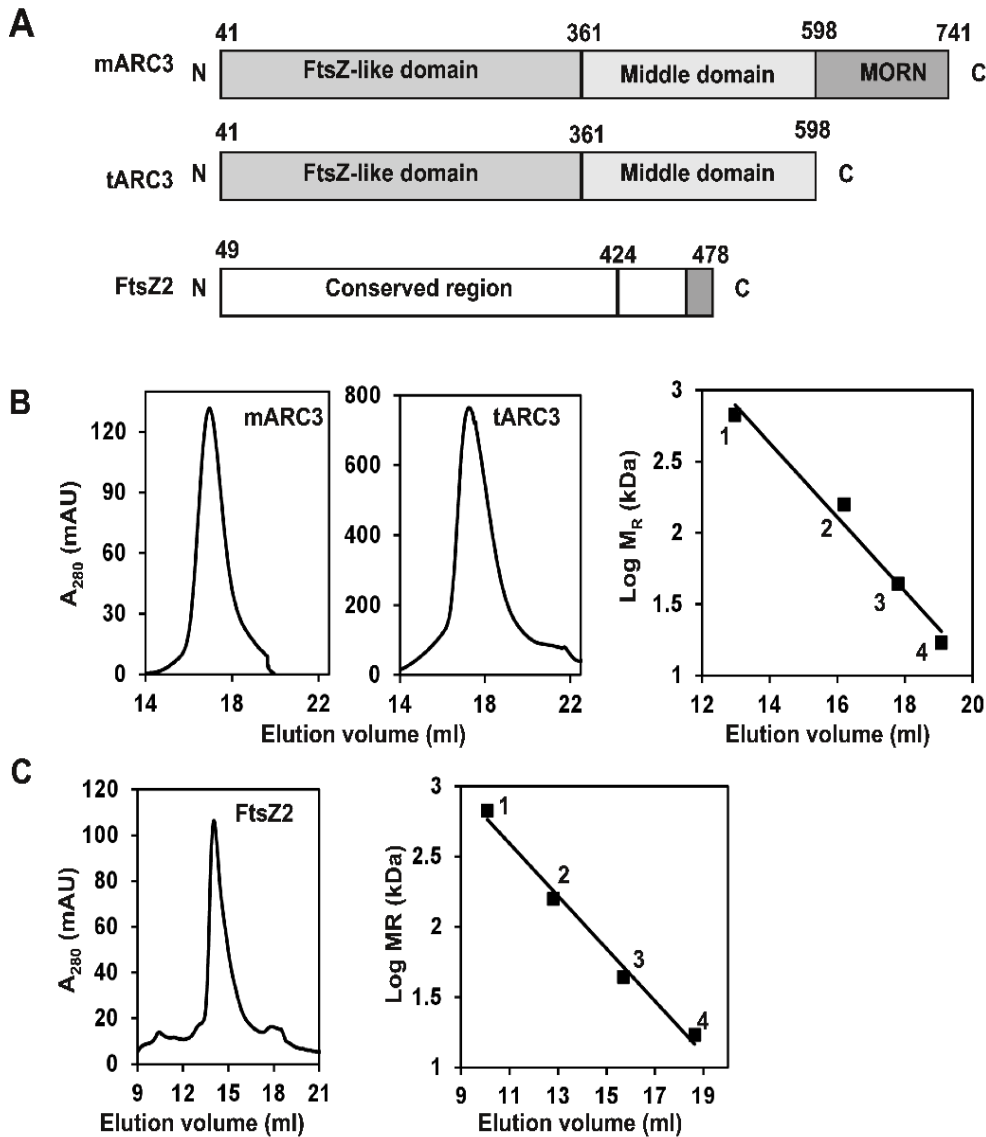 A
41 361 598 741
mARC3 N FtsZ-like domain Middle domain MORN C
41 361 598
tARC3 N FtsZ-like domain Middle domain C
49 424 478
FtsZ2 N Conserved region C
B
mARC3
A280 (mAU)
120
90
60
30
0
14 18 22
tARC3
800
600
400
200
0
14 18 22
Elution volume (ml)
Log MR (kDa)
3
2.5
2
1.5
1
1
2
3
4
12 14 16 18 20
Elution volume (ml)
C
FtsZ2
A280 (mAU)
120
100
80
60
40
20
0
9 12 15 18 21
Elution volume (ml)
Log MR (kDa)
3
2.5
2
1.5
1
1
2
3
4
9 11 13 15 17 19
Elution volume (ml)